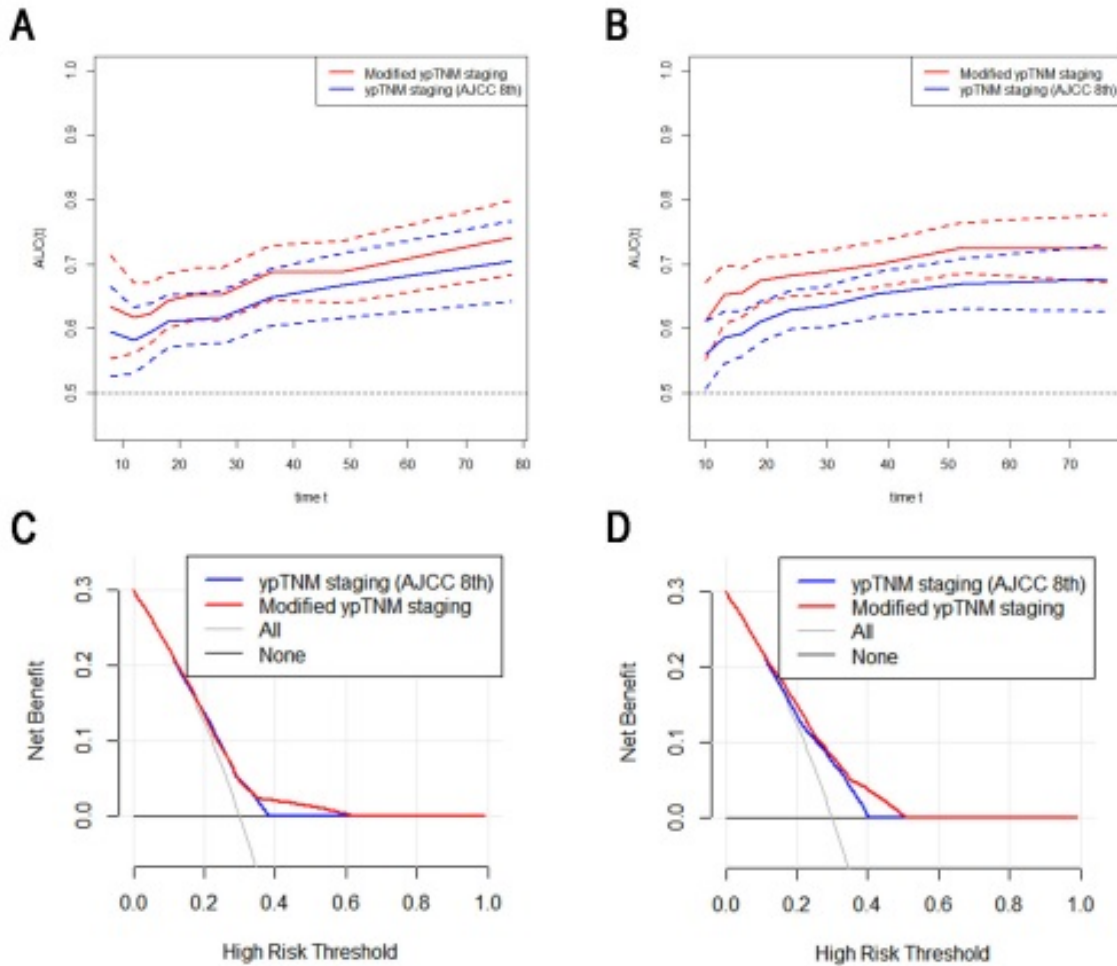 A
Modified ypTNM staging
ypTNM staging (AJCC 8th)
AUC(t)
1.0
0.9
0.8
0.7
0.6
0.5
10 20 30 40 50 60 70 80
time t
B
Modified ypTNM staging
ypTNM staging (AJCC 8th)
AUC(t)
1.0
0.9
0.8
0.7
0.6
0.5
10 20 30 40 50 60 70
time t
C
ypTNM staging (AJCC 8th)
Modified ypTNM staging
All
None
Net Benefit
0.3
0.2
0.1
0.0
0.0 0.2 0.4 0.6 0.8 1.0
High Risk Threshold
D
ypTNM staging (AJCC 8th)
Modified ypTNM staging
All
None
Net Benefit
0.3
0.2
0.1
0.0
0.0 0.2 0.4 0.6 0.8 1.0
High Risk Threshold